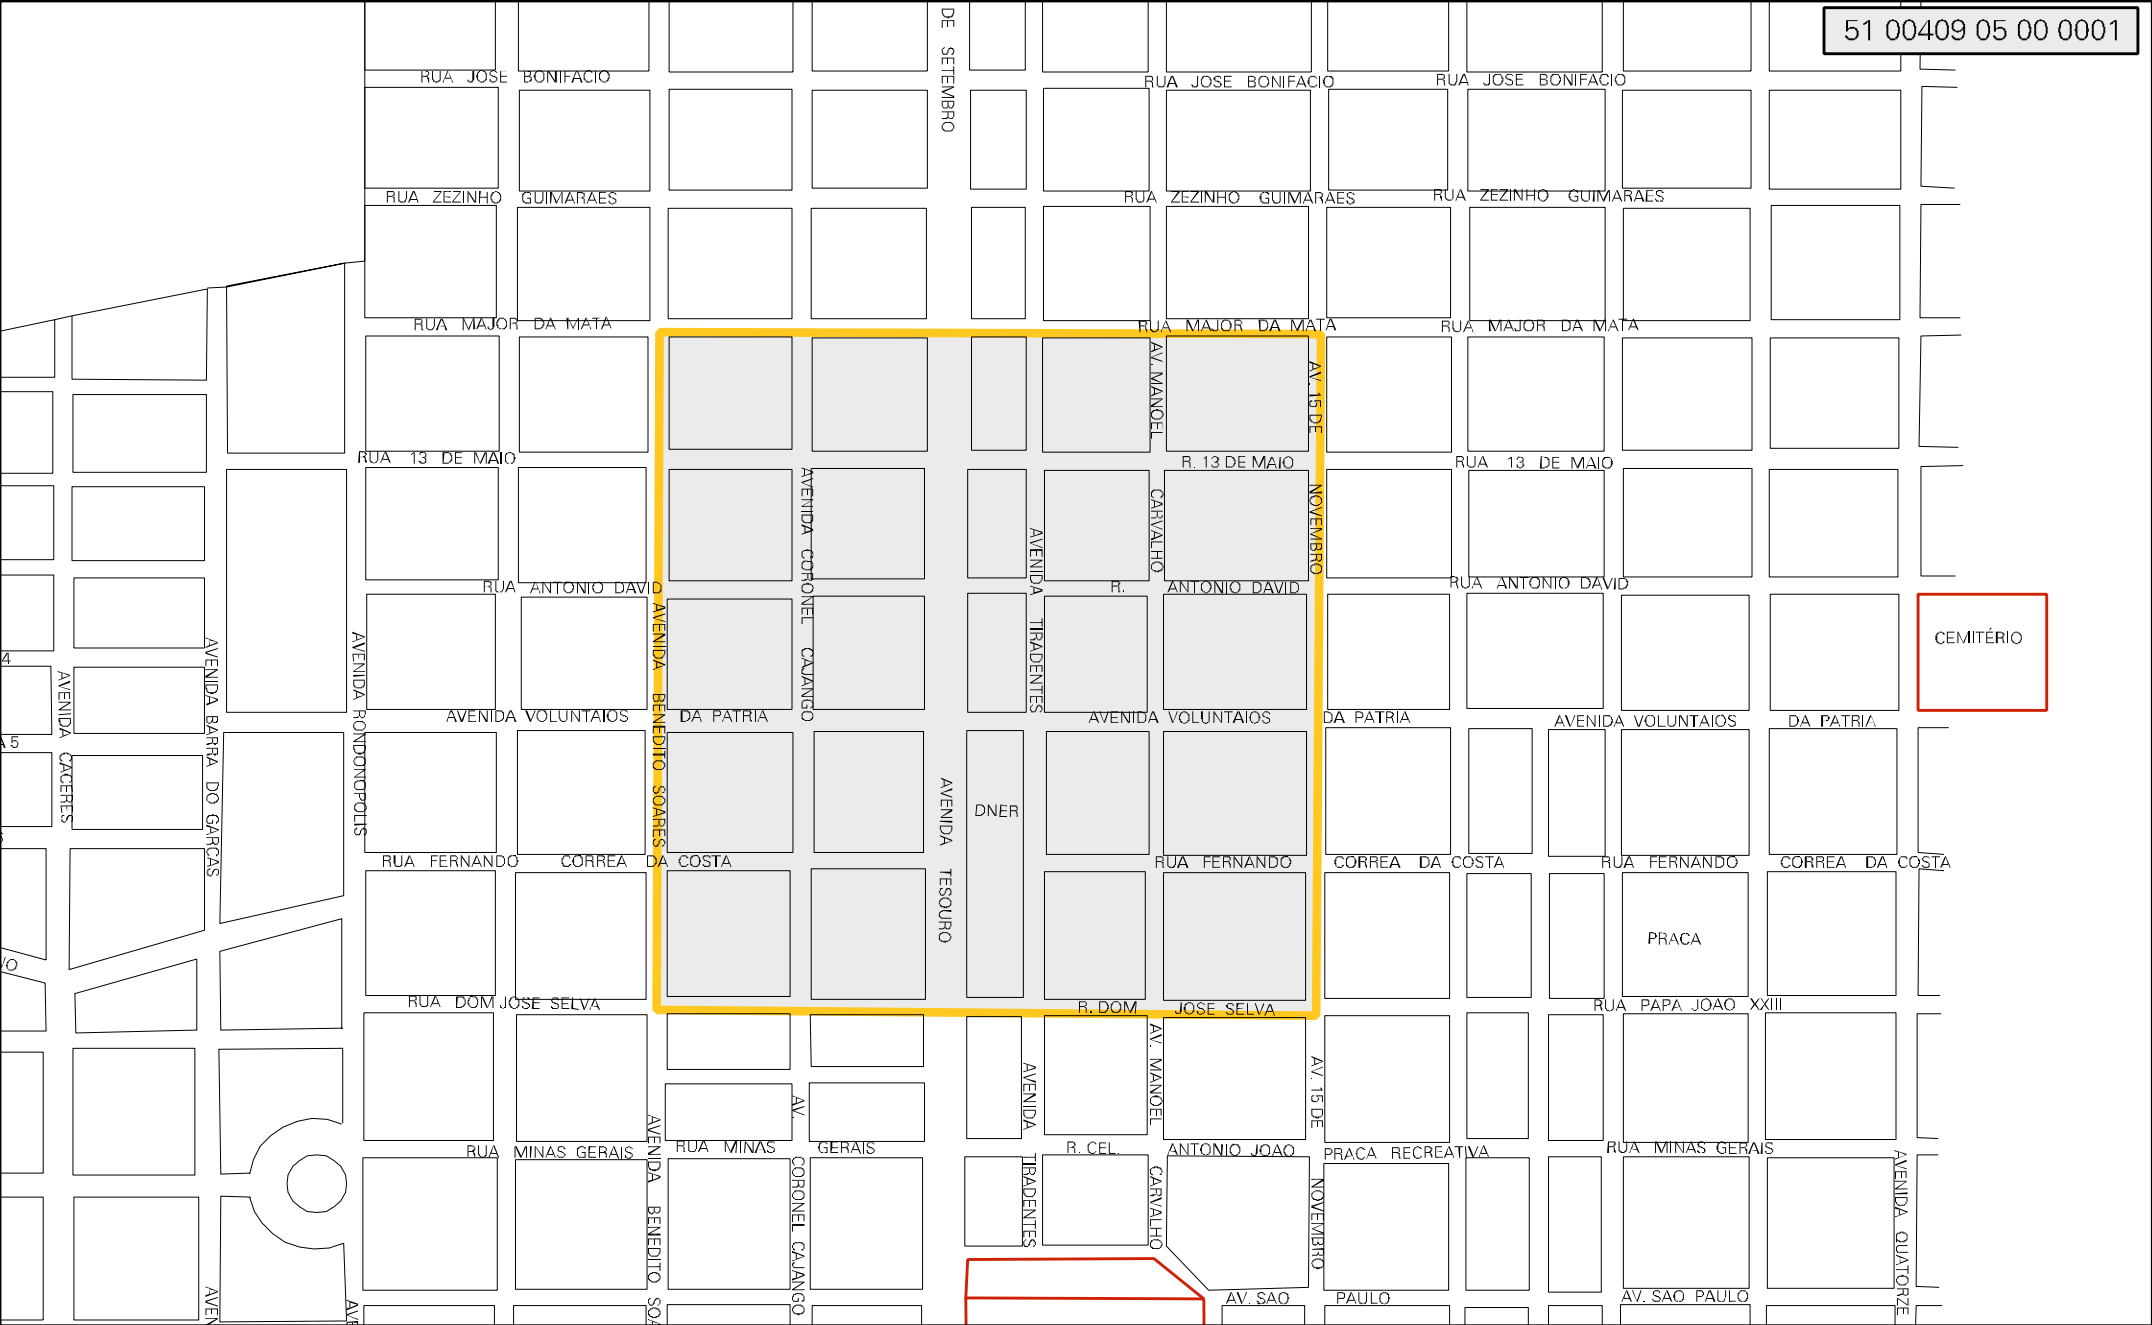 51 00409 05 00 0001
DE SETEMBRO
RUA JOSE BONIFACIO
RUA JOSE BONIFACIO
RUA JOSE BONIFACIO
RUA ZEZINHO GUIMARAES
RUA ZEZINHO GUIMARAES
RUA ZEZINHO GUIMARAES
RUA MAJOR DA MATA
RUA MAJOR DA MATA
RUA MAJOR DA MATA
AV. MANOEL CARVALHO
AV. 15 DE NOVEMBRO
RUA 13 DE MAIO
R. 13 DE MAIO
RUA 13 DE MAIO
AVENIDA CORONEL CAJANGO
AVENIDA TIRADENTES
RUA ANTONIO DAVID
R. ANTONIO DAVID
RUA ANTONIO DAVID
CEMITÉRIO
AVENIDA BENEDITO SOARES
AVENIDA RONDONOPOLIS
AVENIDA BARRA DO GARCAS
AVENIDA CACERES
4
A 5
AVENIDA VOLUNTAIOS DA PATRIA
AVENIDA VOLUNTAIOS DA PATRIA
AVENIDA VOLUNTAIOS DA PATRIA
AVENIDA TESOURO
DNER
RUA FERNANDO CORREA DA COSTA
RUA FERNANDO CORREA DA COSTA
RUA FERNANDO CORREA DA COSTA
PRACA
VO
RUA DOM JOSE SELVA
R. DOM JOSE SELVA
RUA PAPA JOAO XXIII
AVENIDA TIRADENTES
AV. MANOEL CARVALHO
AV. 15 DE NOVEMBRO
AV. CORONEL CAJANGO
AVENIDA BENEDITO SOA
RUA MINAS GERAIS
RUA MINAS GERAIS
R. CEL. ANTONIO JOAO
PRACA RECREATIVA
RUA MINAS GERAIS
AVENIDA QUATORZE
AV. SAO PAULO
AV. SAO PAULO
AVEN
AVE